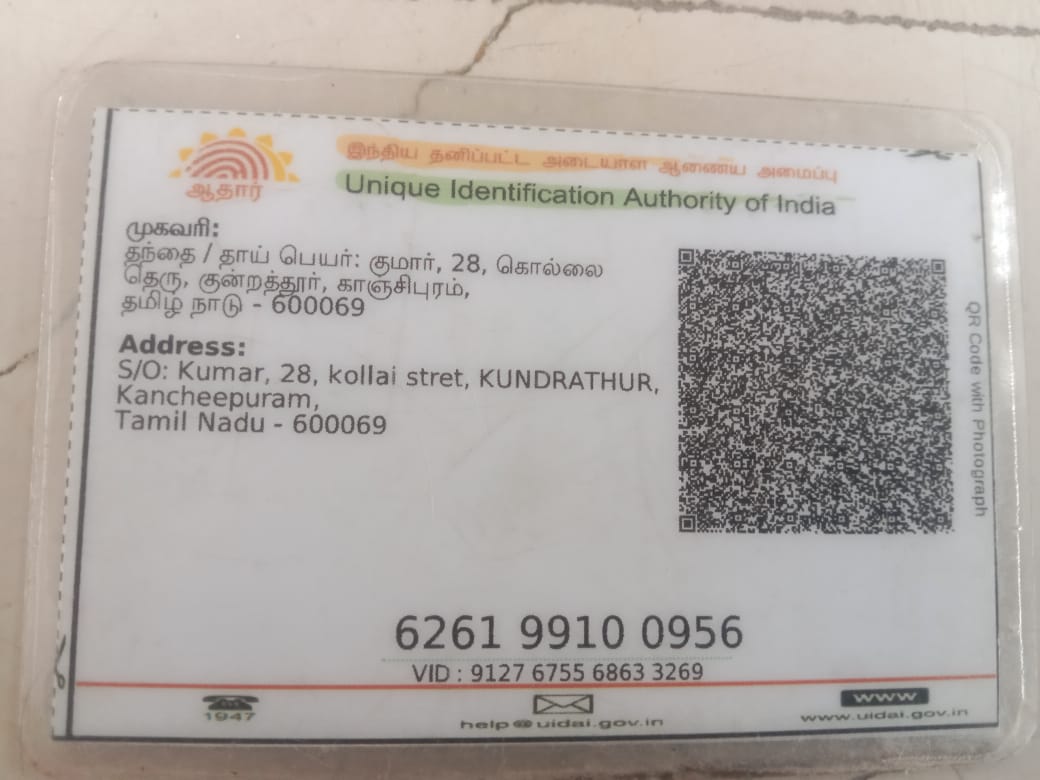 ஆதார்
இந்திய தனிப்பட்ட அடையாள ஆணைய அமைப்பு
Unique Identification Authority of India
முகவரி:
தந்தை / தாய் பெயர்: குமார், 28, கொல்லை
தெரு, குன்றத்தூர், காஞ்சிபுரம்,
தமிழ் நாடு - 600069
Address:
S/O: Kumar, 28, kollai stret, KUNDRATHUR,
Kancheepuram,
Tamil Nadu - 600069
QR Code with Photograph
6261 9910 0956
VID : 9127 6755 6863 3269
1947
help@uidai.gov.in
www
www.uidai.gov.in